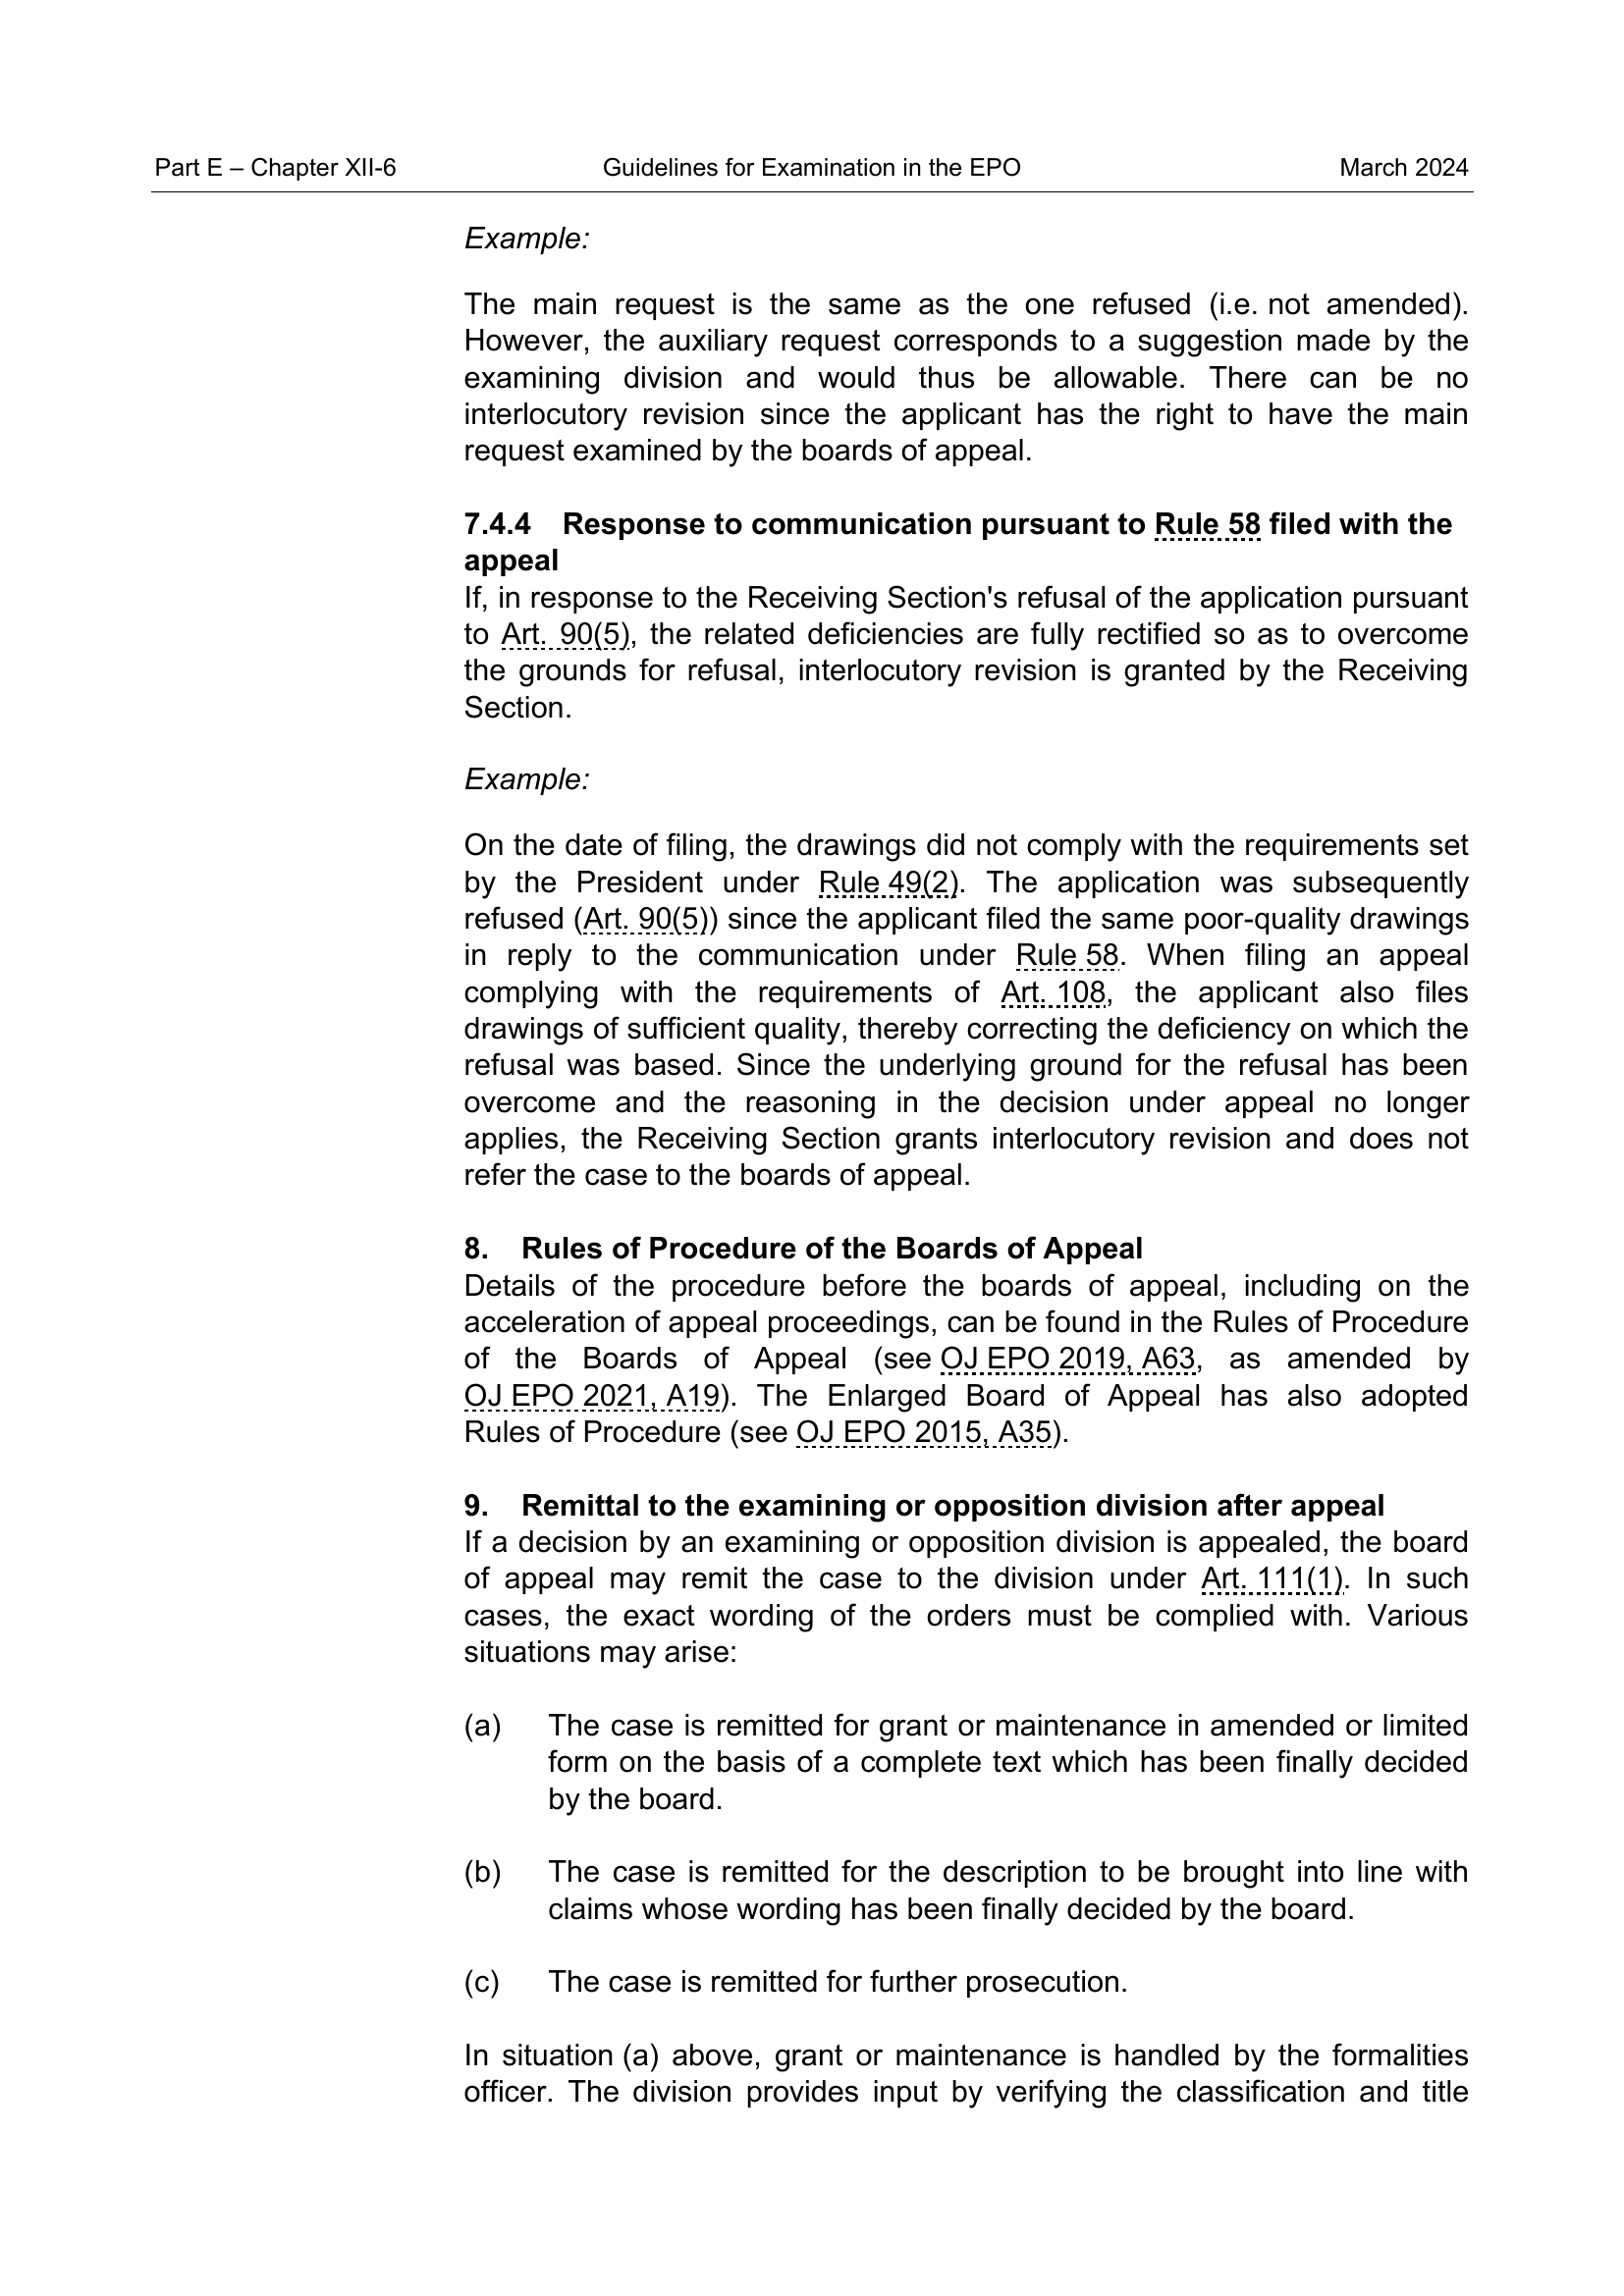 Part E – Chapter XII-6 Guidelines for Examination in the EPO March 2024
Example:
The main request is the same as the one refused (i.e. not amended).
However, the auxiliary request corresponds to a suggestion made by the
examining division and would thus be allowable. There can be no
interlocutory revision since the applicant has the right to have the main
request examined by the boards of appeal.
7.4.4 Response to communication pursuant to Rule 58 filed with the
appeal
If, in response to the Receiving Section's refusal of the application pursuant
to Art. 90(5), the related deficiencies are fully rectified so as to overcome
the grounds for refusal, interlocutory revision is granted by the Receiving
Section.
Example:
On the date of filing, the drawings did not comply with the requirements set
by the President under Rule 49(2). The application was subsequently
refused (Art. 90(5)) since the applicant filed the same poor-quality drawings
in reply to the communication under Rule 58. When filing an appeal
complying with the requirements of Art. 108, the applicant also files
drawings of sufficient quality, thereby correcting the deficiency on which the
refusal was based. Since the underlying ground for the refusal has been
overcome and the reasoning in the decision under appeal no longer
applies, the Receiving Section grants interlocutory revision and does not
refer the case to the boards of appeal.
8. Rules of Procedure of the Boards of Appeal
Details of the procedure before the boards of appeal, including on the
acceleration of appeal proceedings, can be found in the Rules of Procedure
of the Boards of Appeal (see OJ EPO 2019, A63, as amended by
OJ EPO 2021, A19). The Enlarged Board of Appeal has also adopted
Rules of Procedure (see OJ EPO 2015, A35).
9. Remittal to the examining or opposition division after appeal
If a decision by an examining or opposition division is appealed, the board
of appeal may remit the case to the division under Art. 111(1). In such
cases, the exact wording of the orders must be complied with. Various
situations may arise:
(a) The case is remitted for grant or maintenance in amended or limited
form on the basis of a complete text which has been finally decided
by the board.
(b) The case is remitted for the description to be brought into line with
claims whose wording has been finally decided by the board.
(c) The case is remitted for further prosecution.
In situation (a) above, grant or maintenance is handled by the formalities
officer. The division provides input by verifying the classification and title